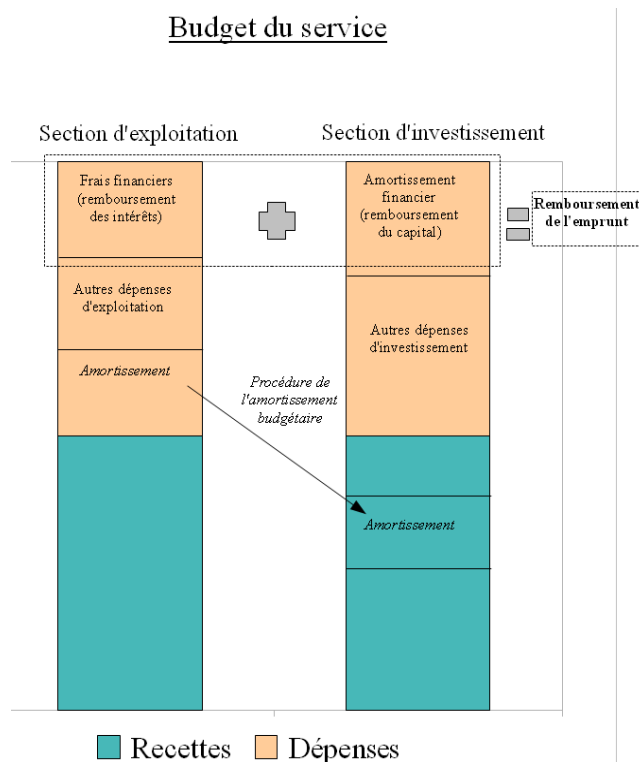 Budget du service
Section d'exploitation
Section d'investissement
Frais financiers
(remboursement
des intérêts)
Amortissement
financier
(remboursement
du capital)
Remboursement
de l'emprunt
Autres dépenses
d'exploitation
Autres dépenses
d'investissement
Amortissement
Procédure de
l'amortissement
budgétaire
Amortissement
Recettes
Dépenses